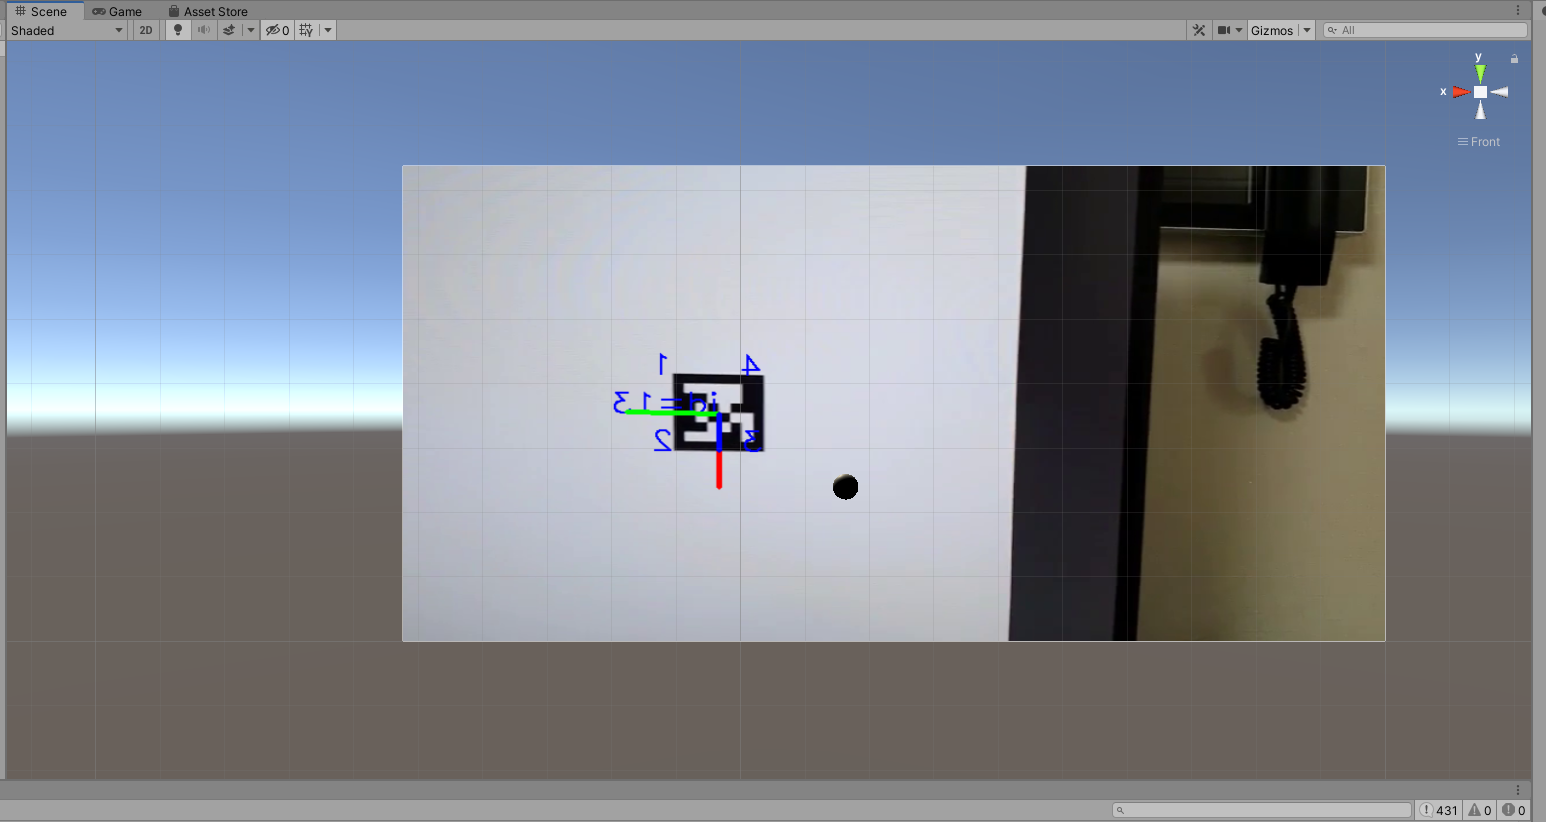 Scene Game Asset Store
Shaded 2D 0 Gizmos All
y
x
Front
1 4
id=13
2 3
431 0 0